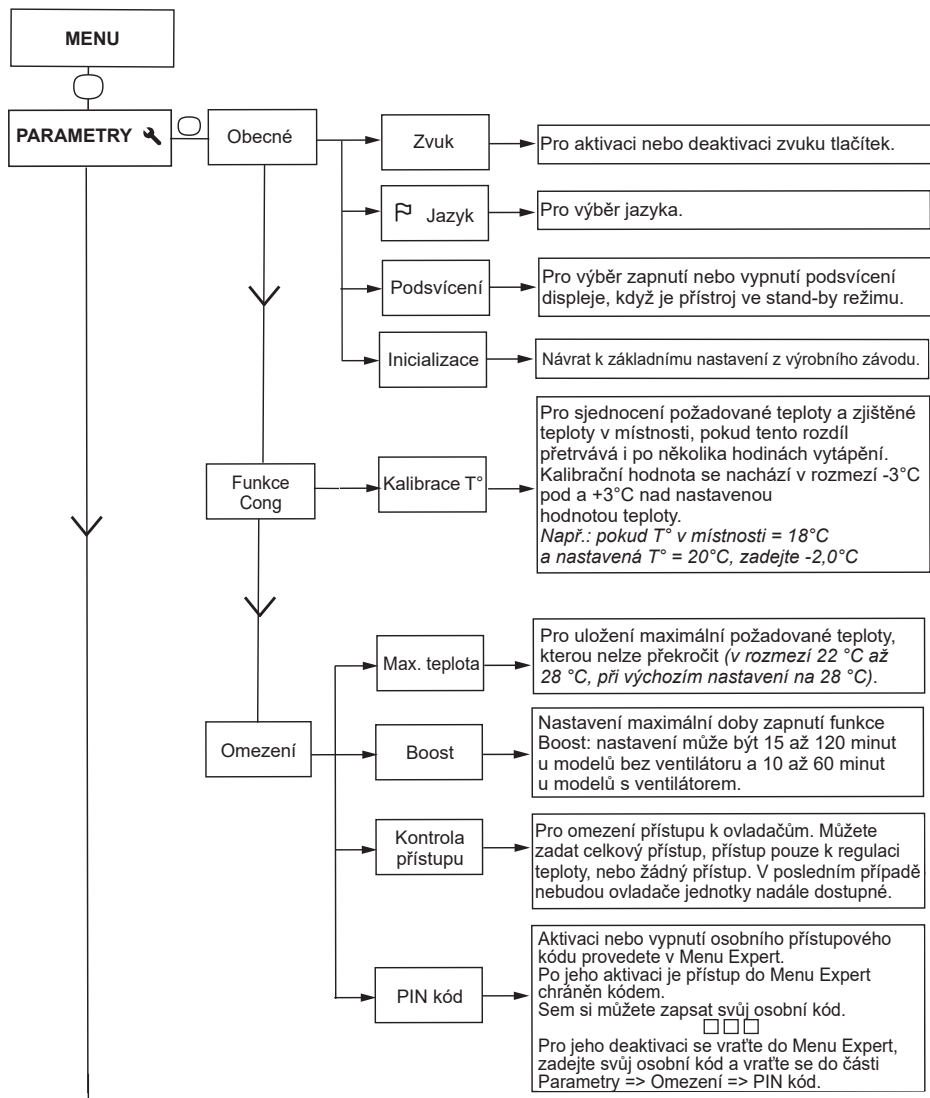 MENU
PARAMETRY
Obecné
Zvuk
Pro aktivaci nebo deaktivaci zvuku tlačítek.
Jazyk
Pro výběr jazyka.
Podsvícení
Pro výběr zapnutí nebo vypnutí podsvícení
displeje, když je přístroj ve stand-by režimu.
Inicializace
Návrat k základnímu nastavení z výrobního závodu.
Funkce
Cong
Kalibrace T°
Pro sjednocení požadované teploty a zjištěné
teploty v místnosti, pokud tento rozdíl
přetrvává i po několika hodinách vytápění.
Kalibrační hodnota se nachází v rozmezí -3°C
pod a +3°C nad nastavenou
hodnotou teploty.
Např.: pokud T° v místnosti = 18°C
a nastavená T° = 20°C, zadejte -2,0°C
Omezení
Max. teplota
Pro uložení maximální požadované teploty,
kterou nelze překročit (v rozmezí 22 °C až
28 °C, při výchozím nastavení na 28 °C).
Boost
Nastavení maximální doby zapnutí funkce
Boost: nastavení může být 15 až 120 minut
u modelů bez ventilátoru a 10 až 60 minut
u modelů s ventilátorem.
Kontrola
přístupu
Pro omezení přístupu k ovladačům. Můžete
zadat celkový přístup, přístup pouze k regulaci
teploty, nebo žádný přístup. V posledním případě
nebudou ovladače jednotky nadále dostupné.
PIN kód
Aktivaci nebo vypnutí osobního přístupového
kódu provedete v Menu Expert.
Po jeho aktivaci je přístup do Menu Expert
chráněn kódem.
Sem si můžete zapsat svůj osobní kód.
Pro jeho deaktivaci se vraťte do Menu Expert,
zadejte svůj osobní kód a vraťte se do části
Parametry => Omezení => PIN kód.